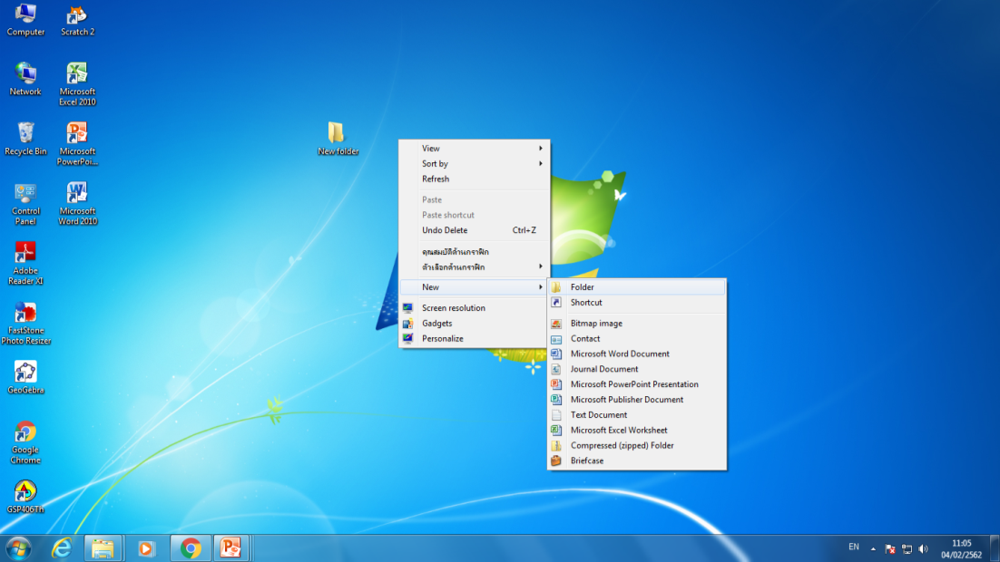 Computer
Scratch 2
Network
Microsoft
Excel 2010
Recycle Bin
Microsoft
PowerPoi...
Control
Panel
Microsoft
Word 2010
Adobe
Reader XI
FastStone
Photo Resizer
GeoGebra
Google
Chrome
GSP406Th
New folder
View
Sort by
Refresh
Paste
Paste shortcut
Undo Delete Ctrl+Z
คุณสมบัติด้านกราฟิก
ตัวเลือกด้านกราฟิก
New
Screen resolution
Gadgets
Personalize
Folder
Shortcut
Bitmap image
Contact
Microsoft Word Document
Journal Document
Microsoft PowerPoint Presentation
Microsoft Publisher Document
Text Document
Microsoft Excel Worksheet
Compressed (zipped) Folder
Briefcase
EN
11:05
04/02/2562